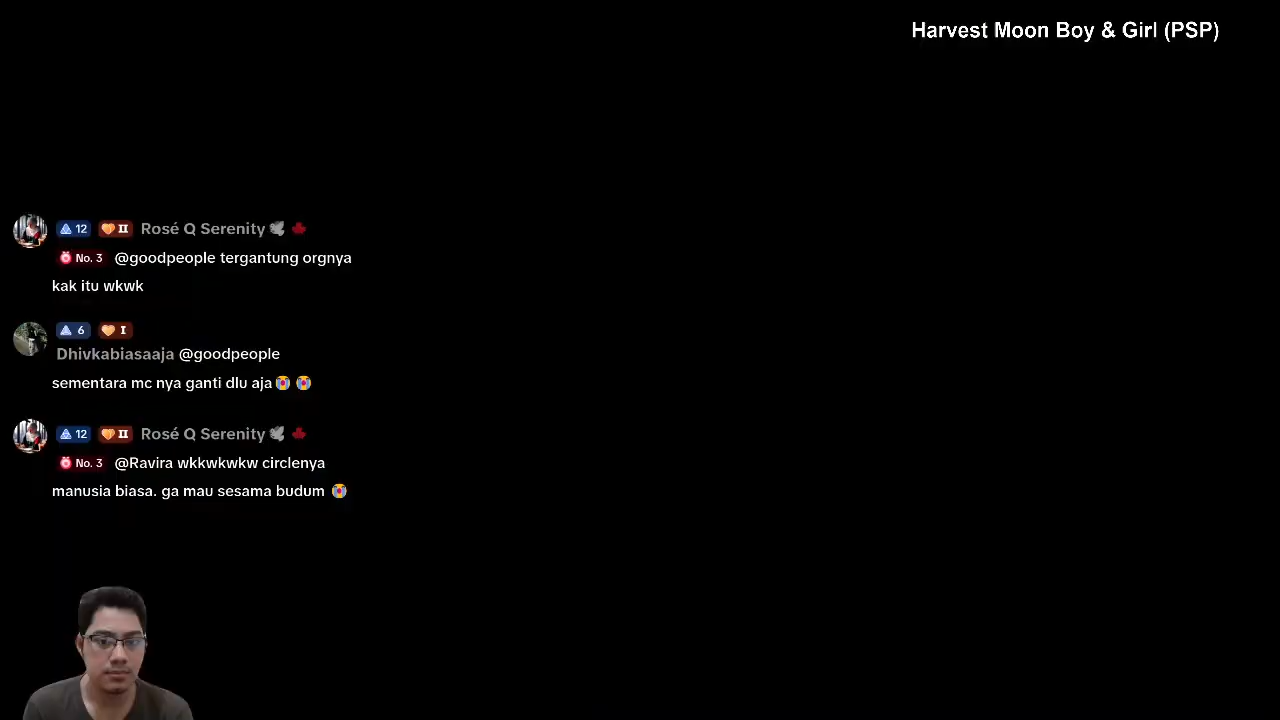 Harvest Moon Boy & Girl (PSP)
12 II Rosé Q Serenity 🕊️ ♣️
No. 3 @goodpeople tergantung orgnya
kak itu wkwk
6 I
Dhivkabiasaaja @goodpeople
sementara mc nya ganti dlu aja😭😭
12 II Rosé Q Serenity 🕊️ ♣️
No. 3 @Ravira wkkwkwkw circlenya
manusia biasa. ga mau sesama budum 😭